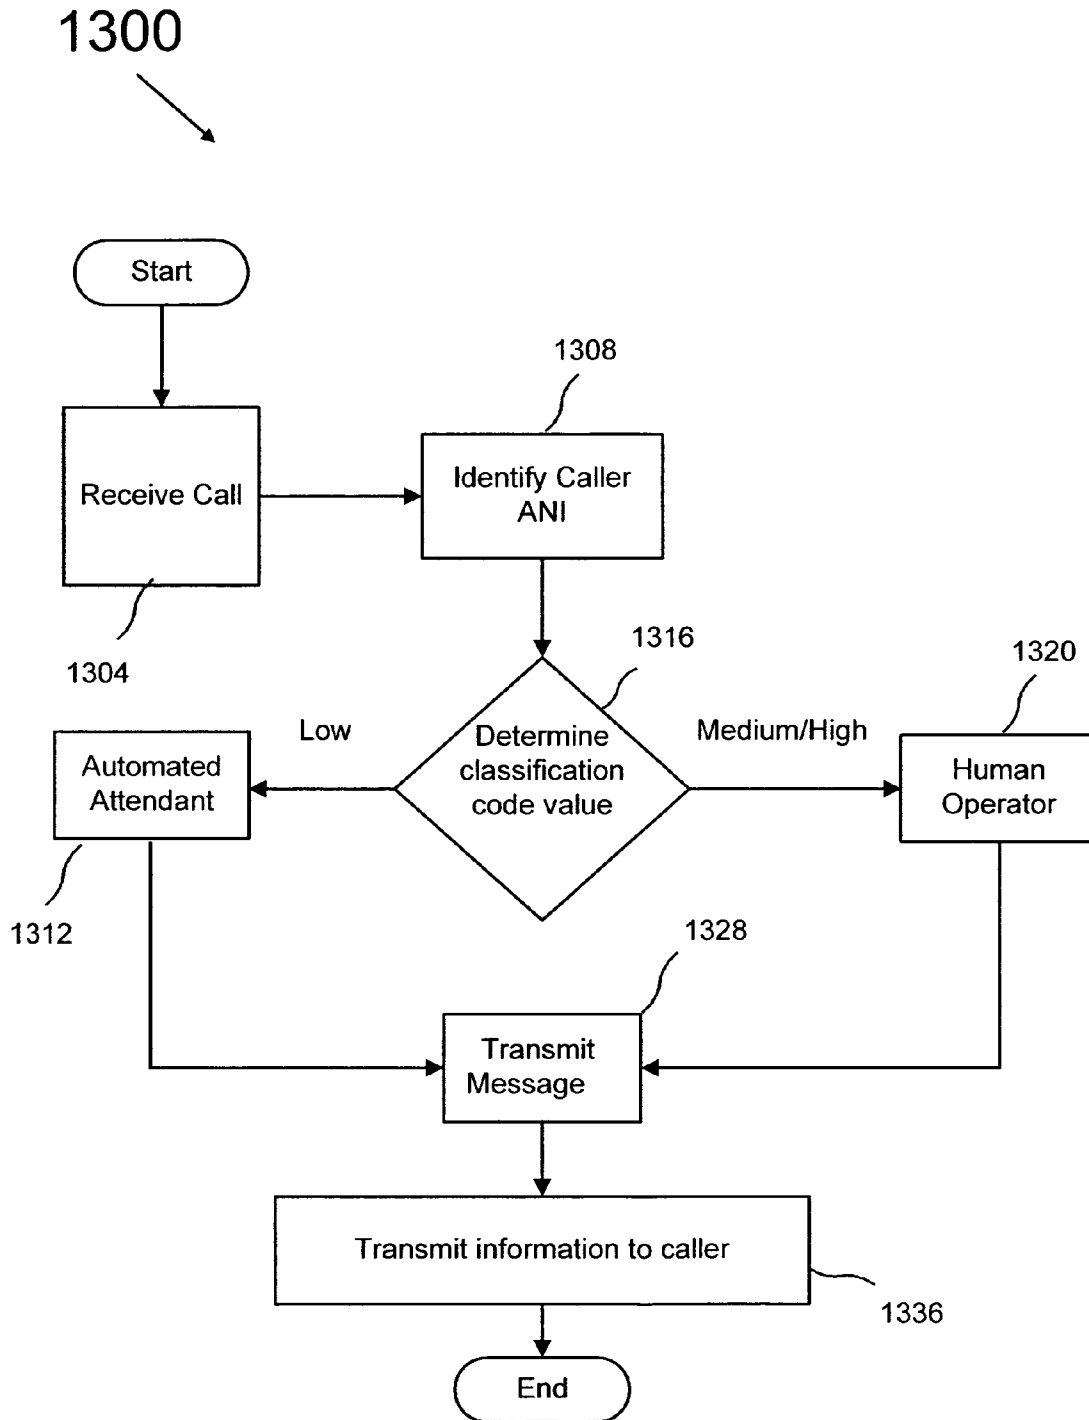 1300
Start
1308
Receive Call
Identify Caller
ANI
1304
1316
1320
Low
Determine
classification
code value
Medium/High
Automated
Attendant
Human
Operator
1312
1328
Transmit
Message
Transmit information to caller
1336
End